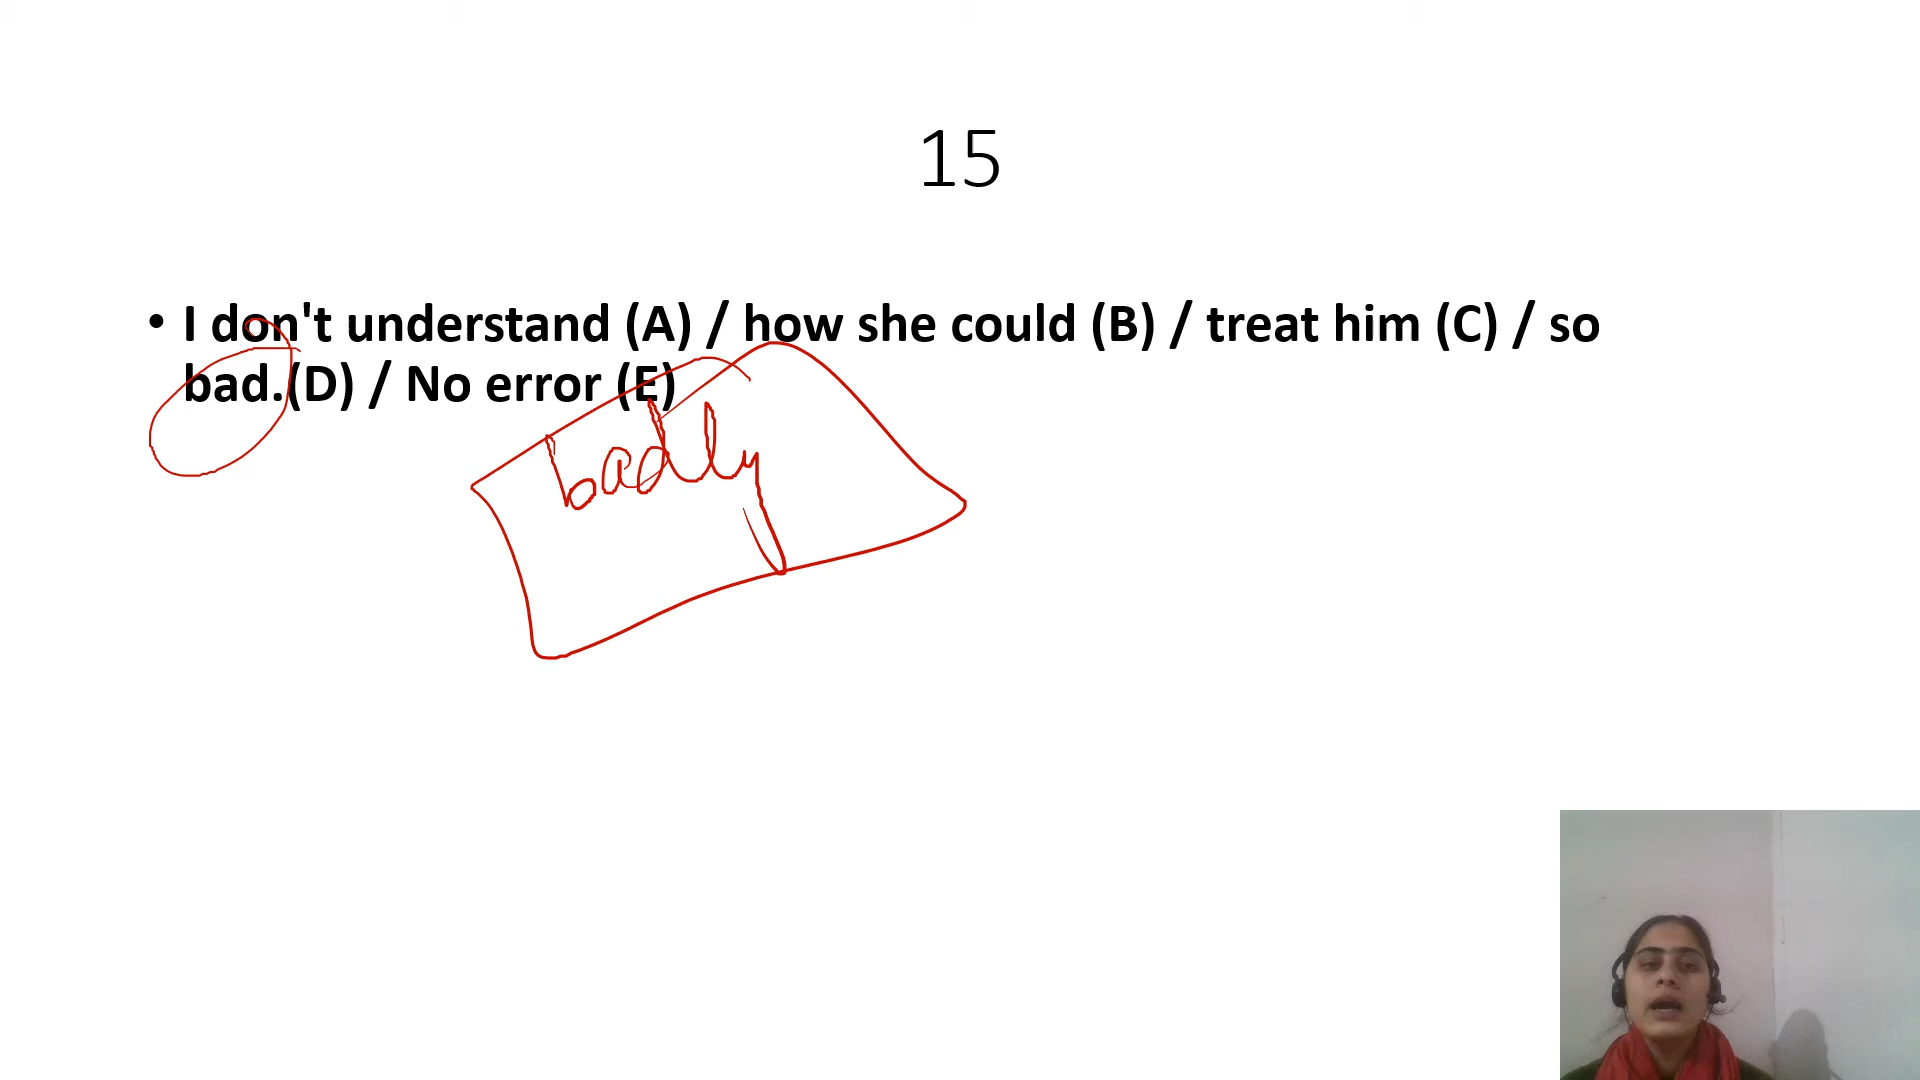 15
• I don't understand (A) / how she could (B) / treat him (C) / so
bad.(D) / No error (E)
badly